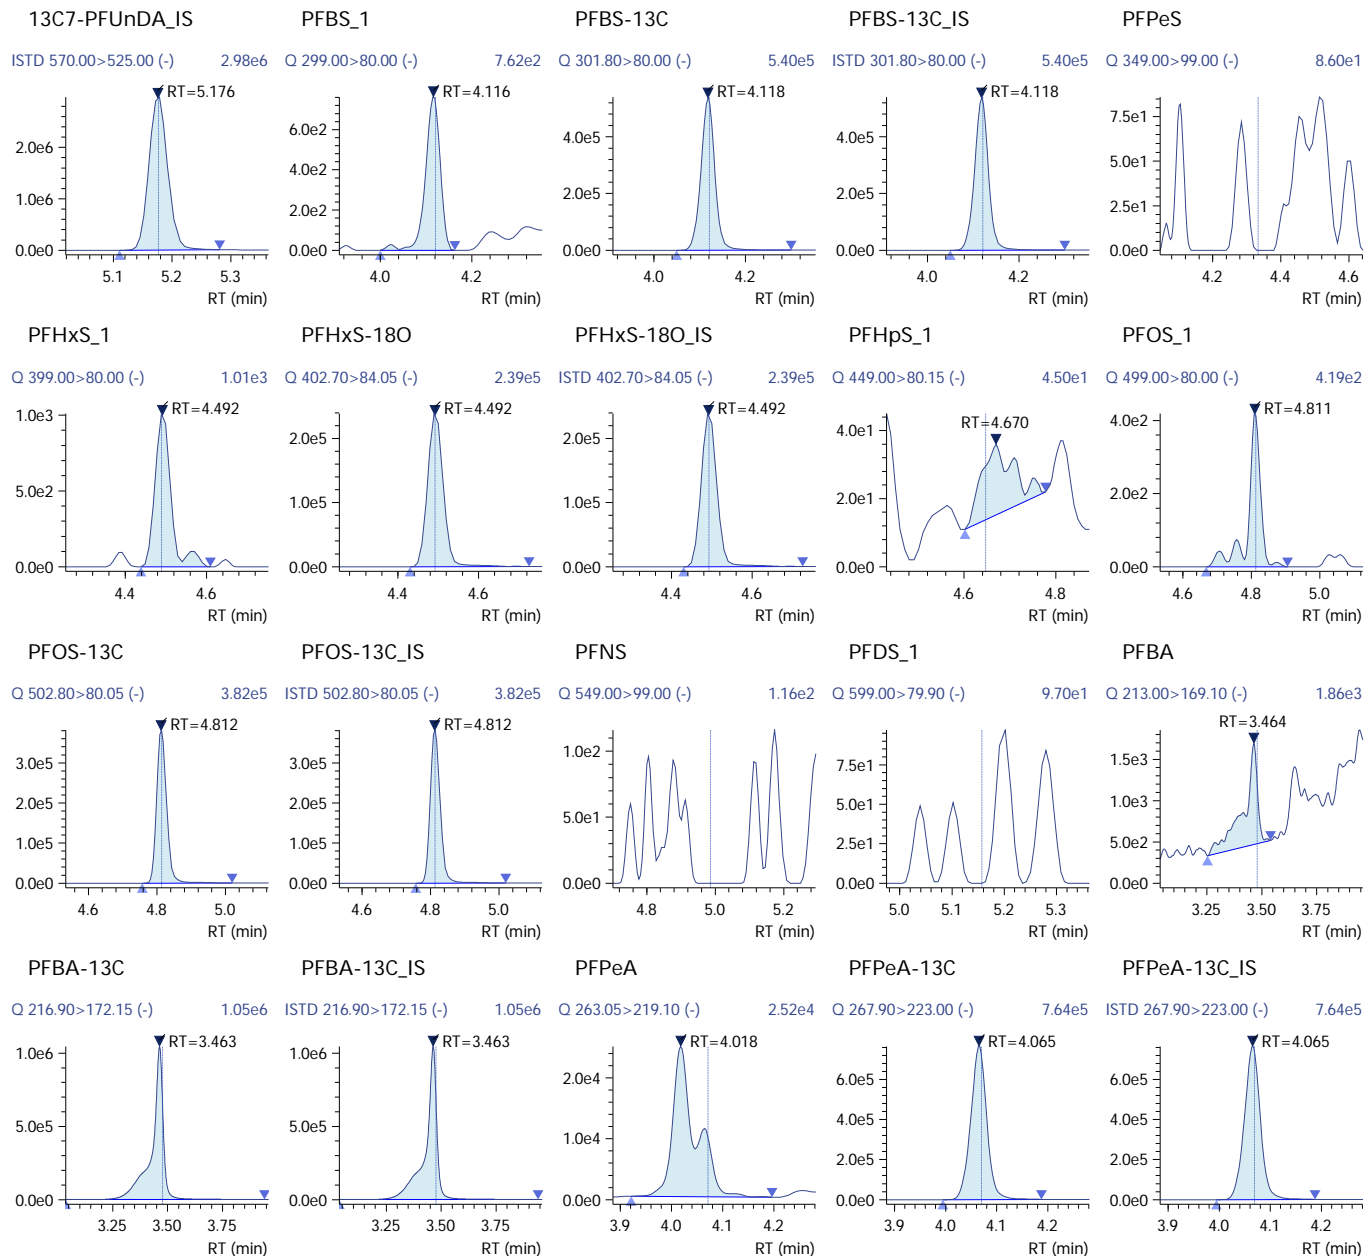 13C7-PFUnDA_IS PFBS_1 PFBS-13C PFBS-13C_IS PFPeS
ISTD 570.00>525.00 (-) 2.98e6 Q 299.00>80.00 (-) 7.62e2 Q 301.80>80.00 (-) 5.40e5 ISTD 301.80>80.00 (-) 5.40e5 Q 349.00>99.00 (-) 8.60e1
RT=5.176 RT=4.116 RT=4.118 RT=4.118
2.0e6 1.0e6 0.0e0 6.0e2 4.0e2 2.0e2 0.0e0 4.0e5 2.0e5 0.0e0 4.0e5 2.0e5 0.0e0 7.5e1 5.0e1 2.5e1 0.0e0
5.1 5.2 5.3 4.0 4.2 4.0 4.2 4.0 4.2 4.2 4.4 4.6
RT (min) RT (min) RT (min) RT (min) RT (min)
PFHxS_1 PFHxS-18O PFHxS-18O_IS PFHpS_1 PFOS_1
Q 399.00>80.00 (-) 1.01e3 Q 402.70>84.05 (-) 2.39e5 ISTD 402.70>84.05 (-) 2.39e5 Q 449.00>80.15 (-) 4.50e1 Q 499.00>80.00 (-) 4.19e2
RT=4.492 RT=4.492 RT=4.492 RT=4.670 RT=4.811
1.0e3 5.0e2 0.0e0 2.0e5 1.0e5 0.0e0 2.0e5 1.0e5 0.0e0 4.0e1 2.0e1 0.0e0 4.0e2 2.0e2 0.0e0
4.4 4.6 4.4 4.6 4.4 4.6 4.6 4.8 4.6 4.8 5.0
RT (min) RT (min) RT (min) RT (min) RT (min)
PFOS-13C PFOS-13C_IS PFNS PFDS_1 PFBA
Q 502.80>80.05 (-) 3.82e5 ISTD 502.80>80.05 (-) 3.82e5 Q 549.00>99.00 (-) 1.16e2 Q 599.00>79.90 (-) 9.70e1 Q 213.00>169.10 (-) 1.86e3
RT=4.812 RT=4.812 RT=3.464
3.0e5 2.0e5 1.0e5 0.0e0 3.0e5 2.0e5 1.0e5 0.0e0 1.0e2 5.0e1 0.0e0 7.5e1 5.0e1 2.5e1 0.0e0 1.5e3 1.0e3 5.0e2 0.0e0
4.6 4.8 5.0 4.6 4.8 5.0 4.8 5.0 5.2 5.0 5.1 5.2 5.3 3.25 3.50 3.75
RT (min) RT (min) RT (min) RT (min) RT (min)
PFBA-13C PFBA-13C_IS PFPeA PFPeA-13C PFPeA-13C_IS
Q 216.90>172.15 (-) 1.05e6 ISTD 216.90>172.15 (-) 1.05e6 Q 263.05>219.10 (-) 2.52e4 Q 267.90>223.00 (-) 7.64e5 ISTD 267.90>223.00 (-) 7.64e5
RT=3.463 RT=3.463 RT=4.018 RT=4.065 RT=4.065
1.0e6 5.0e5 0.0e0 1.0e6 5.0e5 0.0e0 2.0e4 1.0e4 0.0e0 6.0e5 4.0e5 2.0e5 0.0e0 6.0e5 4.0e5 2.0e5 0.0e0
3.25 3.50 3.75 3.25 3.50 3.75 3.9 4.0 4.1 4.2 3.9 4.0 4.1 4.2 3.9 4.0 4.1 4.2
RT (min) RT (min) RT (min) RT (min) RT (min)